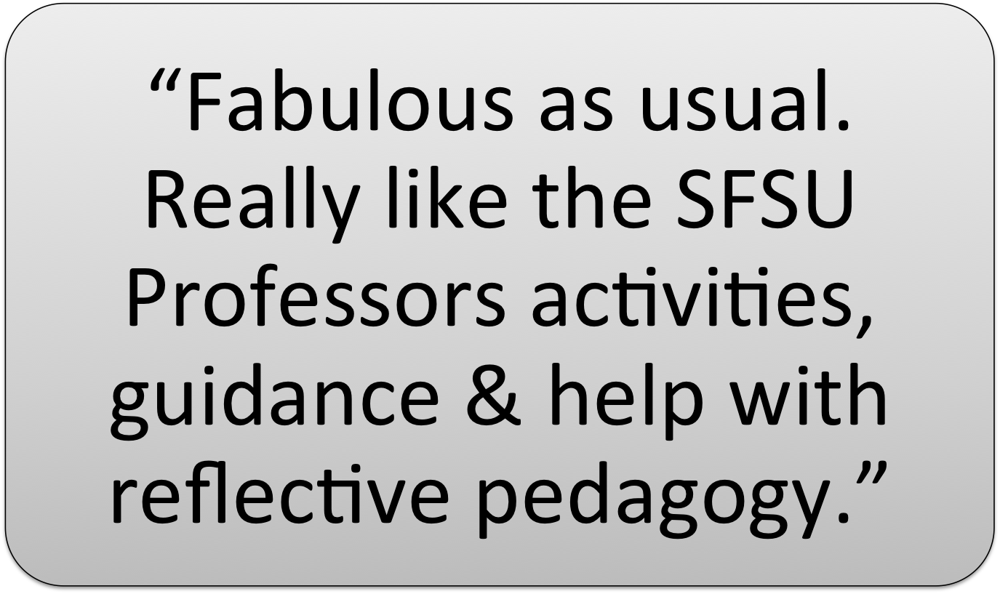 “Fabulous as usual.
Really like the SFSU
Professors activities,
guidance & help with
reflective pedagogy.”